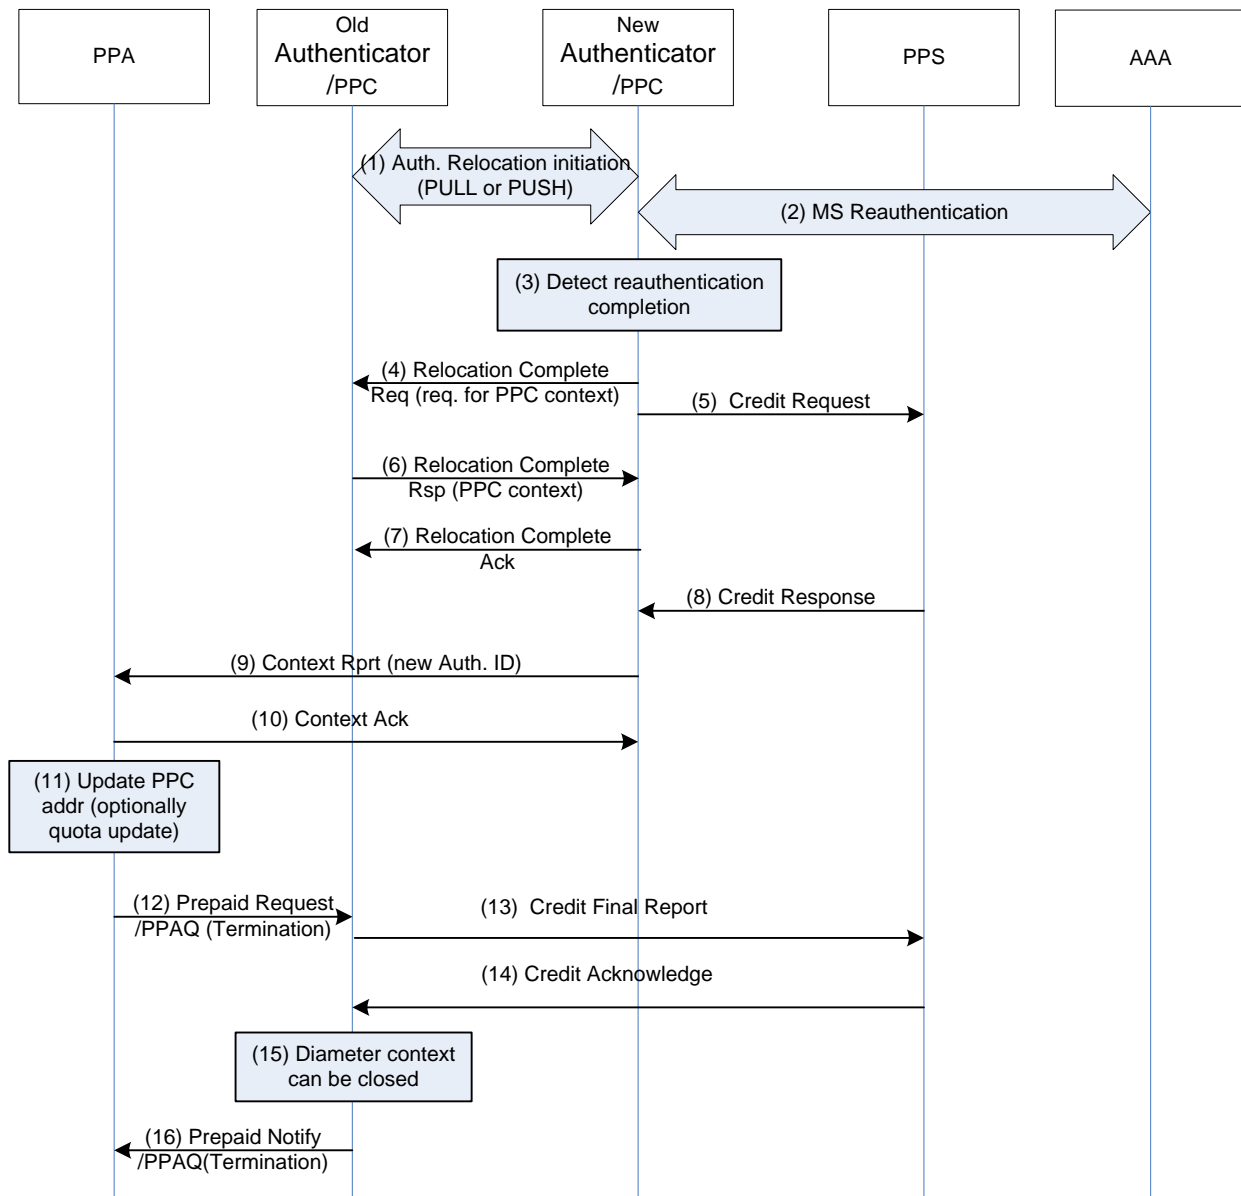 PPA
Old
Authenticator
/PPC
New
Authenticator
/PPC
PPS
AAA
(1) Auth. Relocation initiation
(PULL or PUSH)
(2) MS Reauthentication
(3) Detect reauthentication
completion
(4) Relocation Complete
Req (req. for PPC context)
(5)  Credit Request
(6) Relocation Complete
Rsp (PPC context)
(7) Relocation Complete
Ack
(8) Credit Response
(9) Context Rprt (new Auth. ID)
(10) Context Ack
(11) Update PPC
addr (optionally
quota update)
(12) Prepaid Request
/PPAQ (Termination)
(13)  Credit Final Report
(14) Credit Acknowledge
(15) Diameter context
can be closed
(16) Prepaid Notify
/PPAQ(Termination)